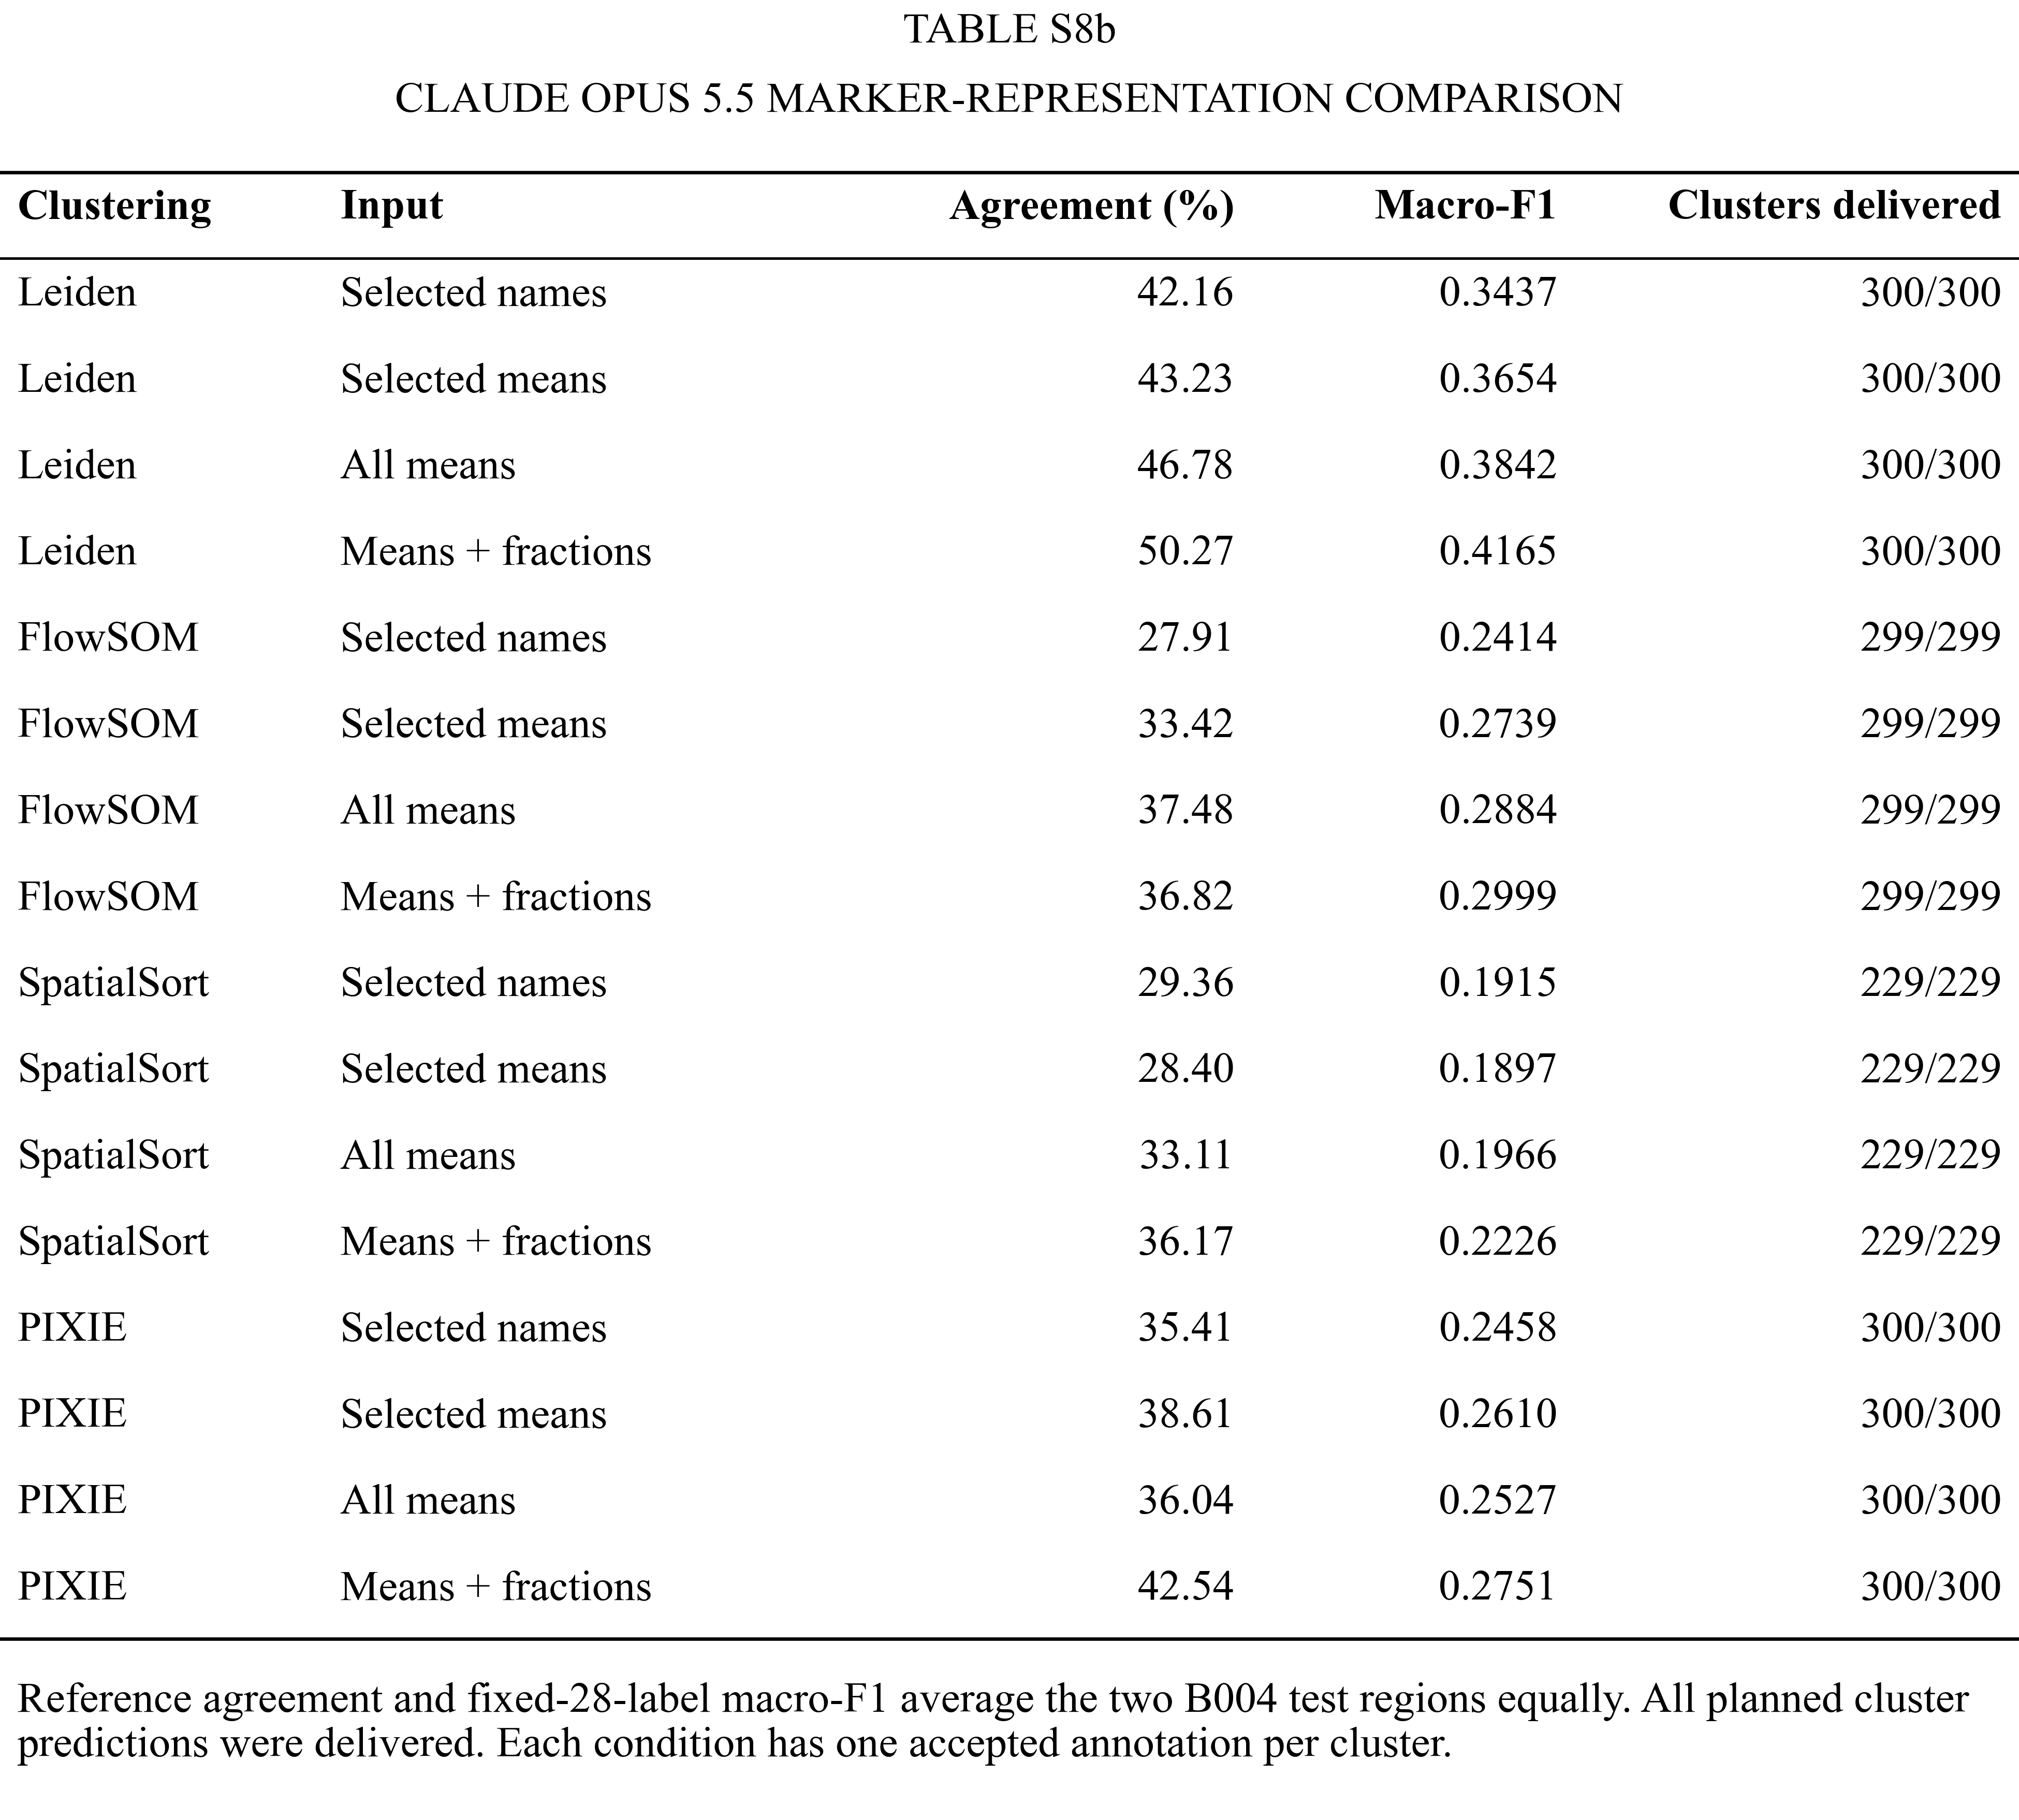 TABLE S8b
CLAUDE OPUS 5.5 MARKER-REPRESENTATION COMPARISON
Clustering Input Agreement (%) Macro-F1 Clusters delivered
Leiden Selected names 42.16 0.3437 300/300
Leiden Selected means 43.23 0.3654 300/300
Leiden All means 46.78 0.3842 300/300
Leiden Means + fractions 50.27 0.4165 300/300
FlowSOM Selected names 27.91 0.2414 299/299
FlowSOM Selected means 33.42 0.2739 299/299
FlowSOM All means 37.48 0.2884 299/299
FlowSOM Means + fractions 36.82 0.2999 299/299
SpatialSort Selected names 29.36 0.1915 229/229
SpatialSort Selected means 28.40 0.1897 229/229
SpatialSort All means 33.11 0.1966 229/229
SpatialSort Means + fractions 36.17 0.2226 229/229
PIXIE Selected names 35.41 0.2458 300/300
PIXIE Selected means 38.61 0.2610 300/300
PIXIE All means 36.04 0.2527 300/300
PIXIE Means + fractions 42.54 0.2751 300/300
Reference agreement and fixed-28-label macro-F1 average the two B004 test regions equally. All planned cluster
predictions were delivered. Each condition has one accepted annotation per cluster.